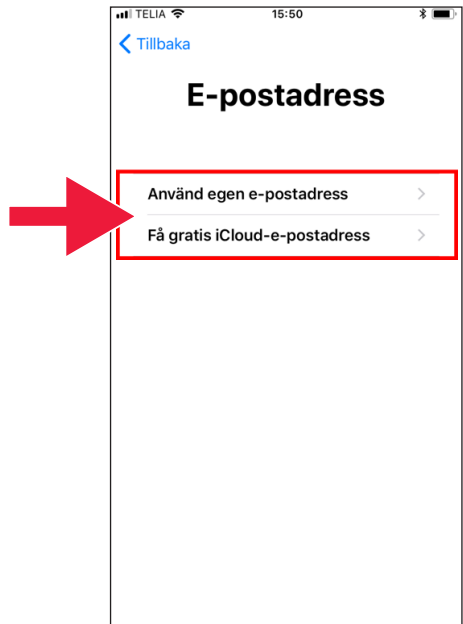 TELIA 15:50
Tillbaka
E-postadress
Använd egen e-postadress
Få gratis iCloud-e-postadress